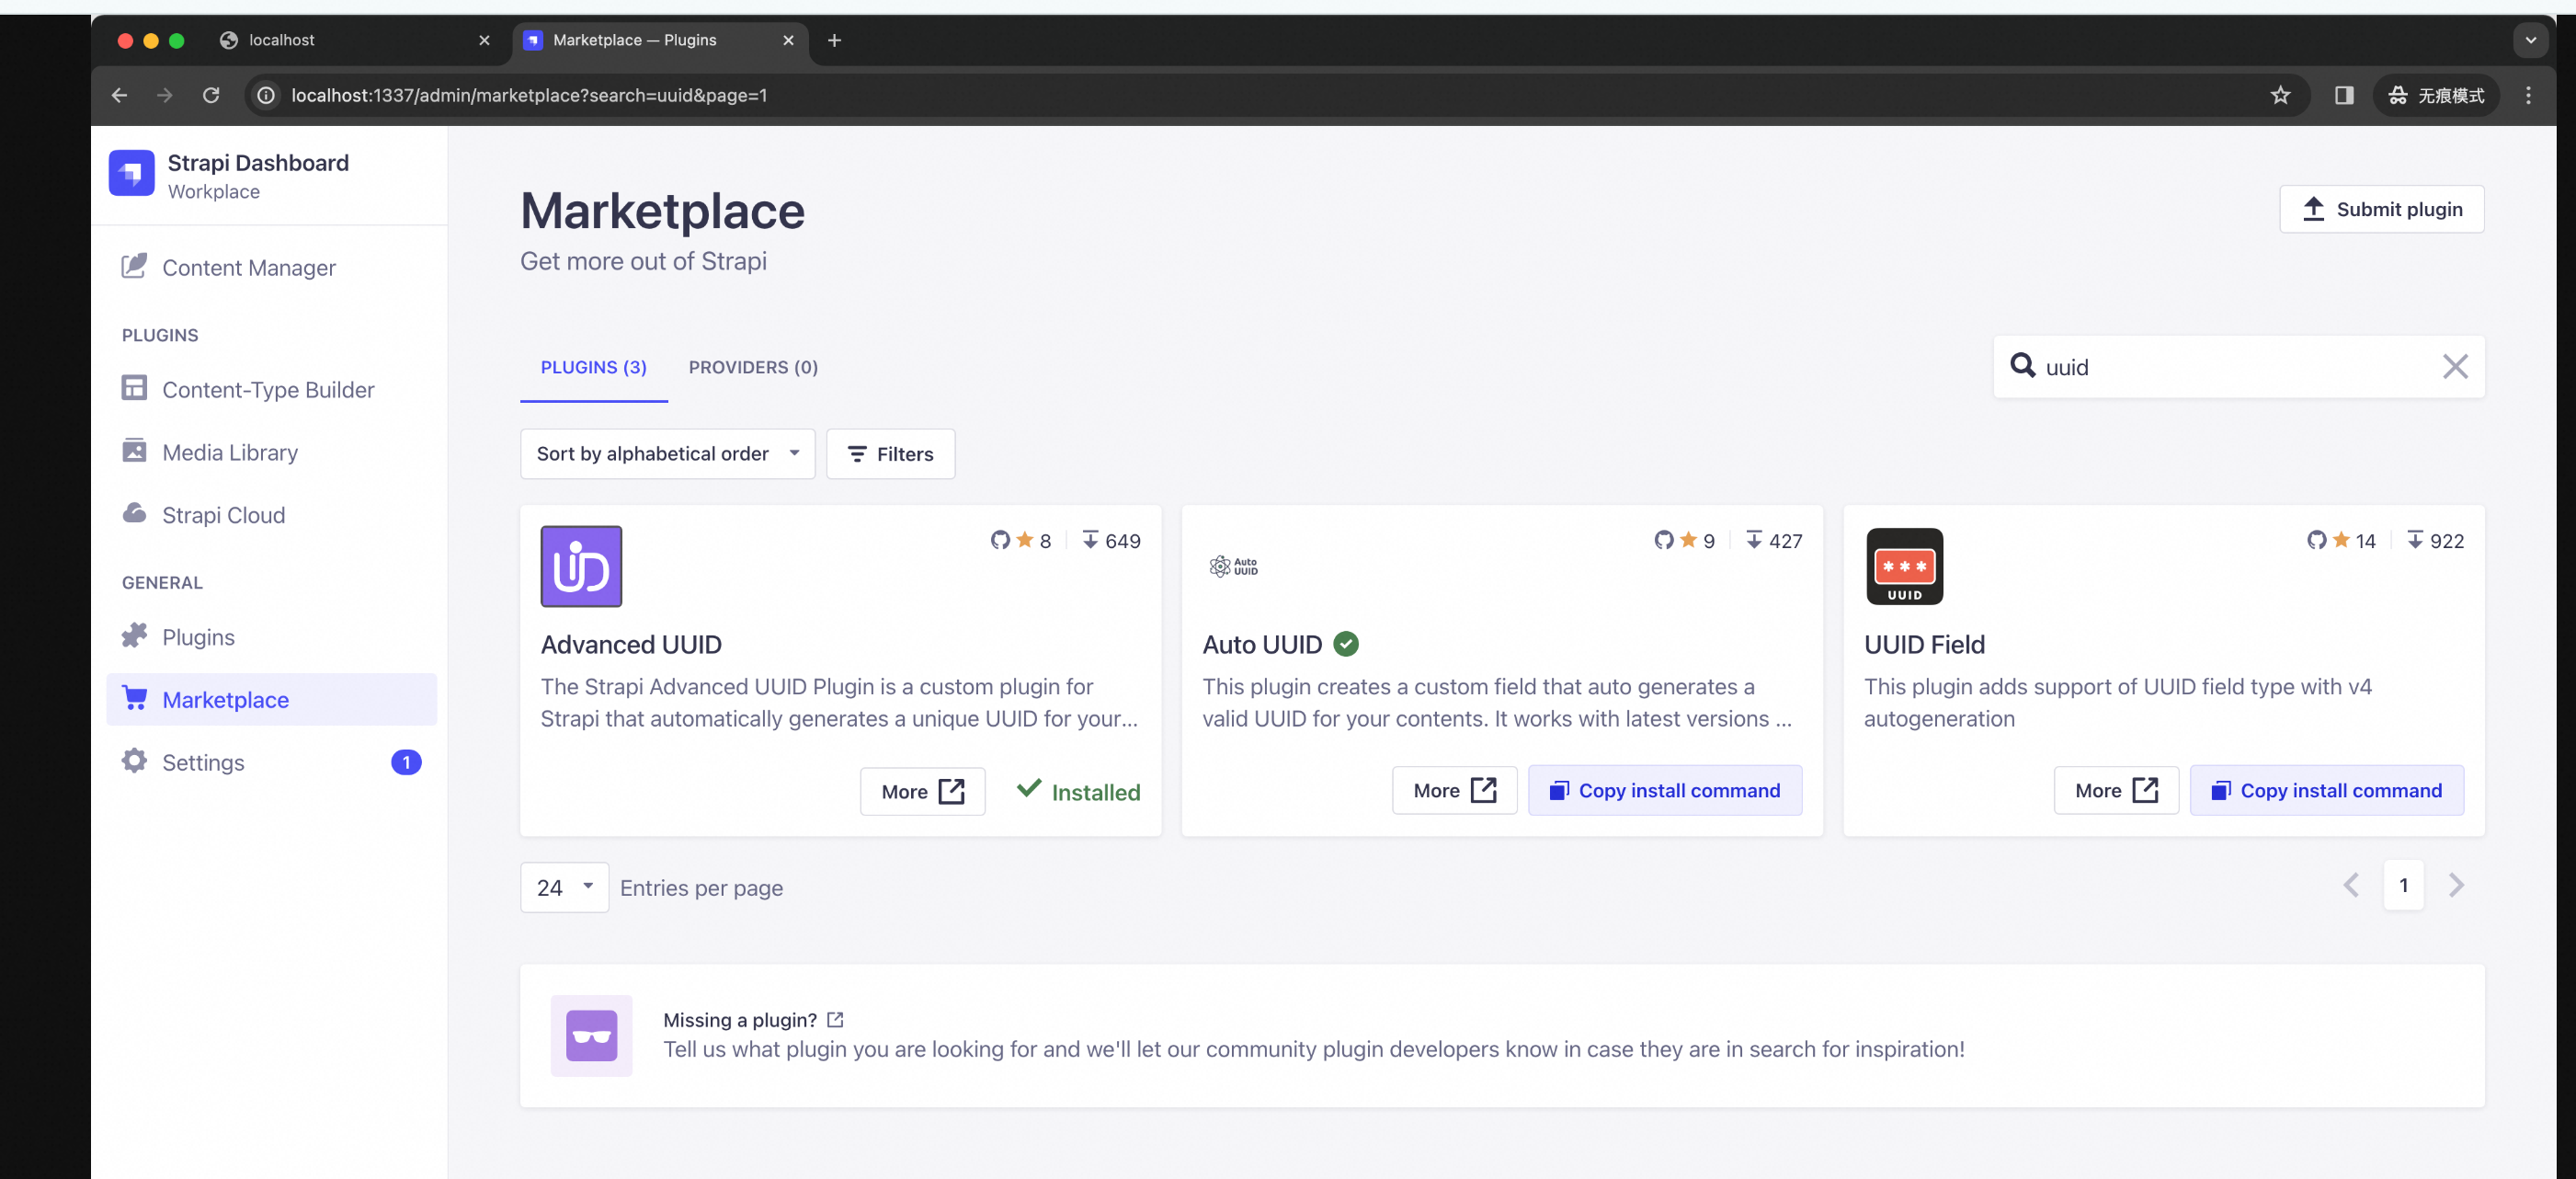 localhost
Marketplace — Plugins
localhost:1337/admin/marketplace?search=uuid&page=1
无痕模式
Strapi Dashboard
Workplace
Content Manager
PLUGINS
Content-Type Builder
Media Library
Strapi Cloud
GENERAL
Plugins
Marketplace
Settings
1
Marketplace
Get more out of Strapi
Submit plugin
PLUGINS (3)
PROVIDERS (0)
uuid
Sort by alphabetical order
Filters
8
649
Advanced UUID
The Strapi Advanced UUID Plugin is a custom plugin for
Strapi that automatically generates a unique UUID for your...
More
Installed
Auto
UUID
9
427
Auto UUID
This plugin creates a custom field that auto generates a
valid UUID for your contents. It works with latest versions ...
More
Copy install command
***
UUID
14
922
UUID Field
This plugin adds support of UUID field type with v4
autogeneration
More
Copy install command
24
Entries per page
1
Missing a plugin?
Tell us what plugin you are looking for and we'll let our community plugin developers know in case they are in search for inspiration!